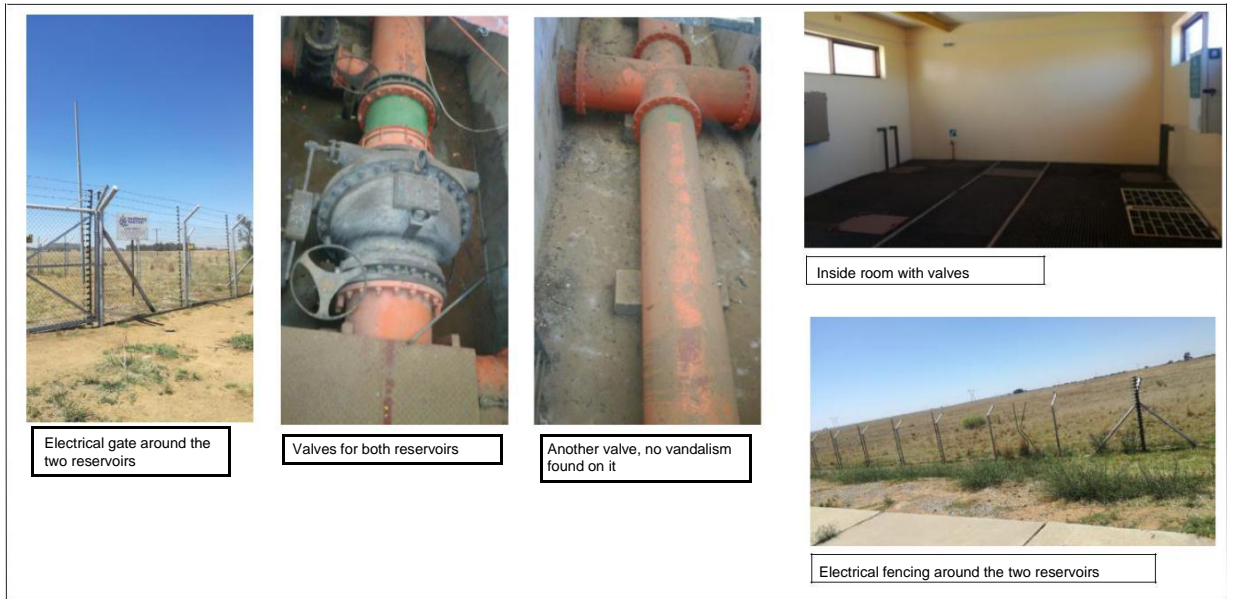 Electrical gate around the
two reservoirs
Valves for both reservoirs
Another valve, no vandalism
found on it
Inside room with valves
Electrical fencing around the two reservoirs